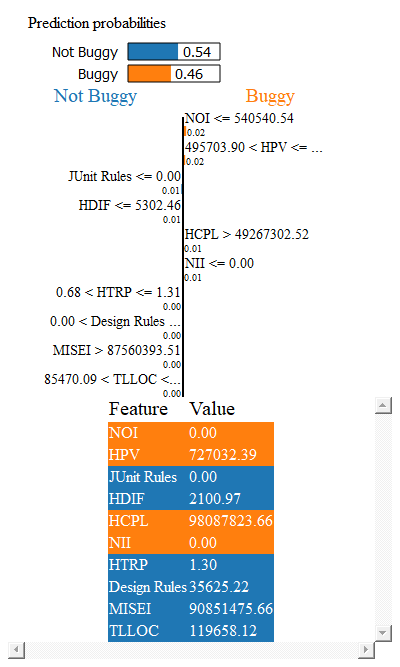 Prediction probabilities
Not Buggy 0.54
Buggy 0.46
Not Buggy Buggy
NOI <= 540540.54
0.02
495703.90 < HPV <= ...
0.02
JUnit Rules <= 0.00
0.01
HDIF <= 5302.46
0.01
HCPL > 49267302.52
0.01
NII <= 0.00
0.01
0.68 < HTRP <= 1.31
0.00
0.00 < Design Rules ...
0.00
MISEI > 87560393.51
0.00
85470.09 < TLLOC <...
0.00
Feature Value
NOI 0.00
HPV 727032.39
JUnit Rules 0.00
HDIF 2100.97
HCPL 98087823.66
NII 0.00
HTRP 1.30
Design Rules 35625.22
MISEI 90851475.66
TLLOC 119658.12